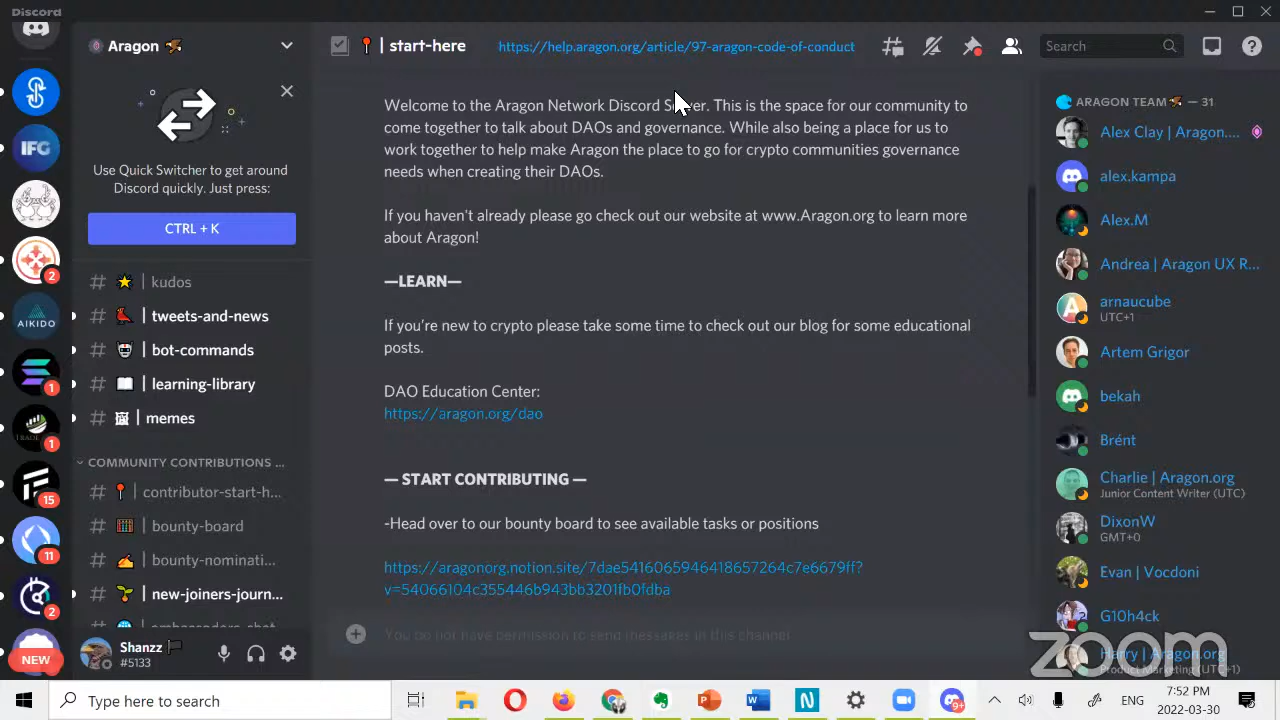 Discord
Aragon
Use Quick Switcher to get around
Discord quickly. Just press:
CTRL + K
kudos
tweets-and-news
bot-commands
learning-library
memes
COMMUNITY CONTRIBUTIONS ...
contributor-start-h...
bounty-board
bounty-nominati...
new-joiners-journ...
ambassadors-chat
Shanzz
#5133
IFG
2
AIKIDO
1
1
15
11
2
NEW
| start-here
https://help.aragon.org/article/97-aragon-code-of-conduct
Search
Welcome to the Aragon Network Discord Server. This is the space for our community to
come together to talk about DAOs and governance. While also being a place for us to
work together to help make Aragon the place to go for crypto communities governance
needs when creating their DAOs.
If you haven't already please go check out our website at www.Aragon.org to learn more
about Aragon!
—LEARN—
If you're new to crypto please take some time to check out our blog for some educational
posts.
DAO Education Center:
https://aragon.org/dao
— START CONTRIBUTING —
-Head over to our bounty board to see available tasks or positions
https://aragonorg.notion.site/7dae5416065946418657264c7e6679ff?
v=54066104c355446b943bb3201fb0fdba
You do not have permission to send messages in this channel
ARAGON TEAM — 31
Alex Clay | Aragon....
alex.kampa
Alex.M
Andrea | Aragon UX R...
arnaucube
UTC+1
Artem Grigor
bekah
Brént
Charlie | Aragon.org
Junior Content Writer (UTC)
DixonW
GMT+0
Evan | Vocdoni
G10h4ck
Harry | Aragon.org
Product Marketing (UTC+1)
zoom
Type here to search
9+
ENG
7:52 PM
2022-03-30